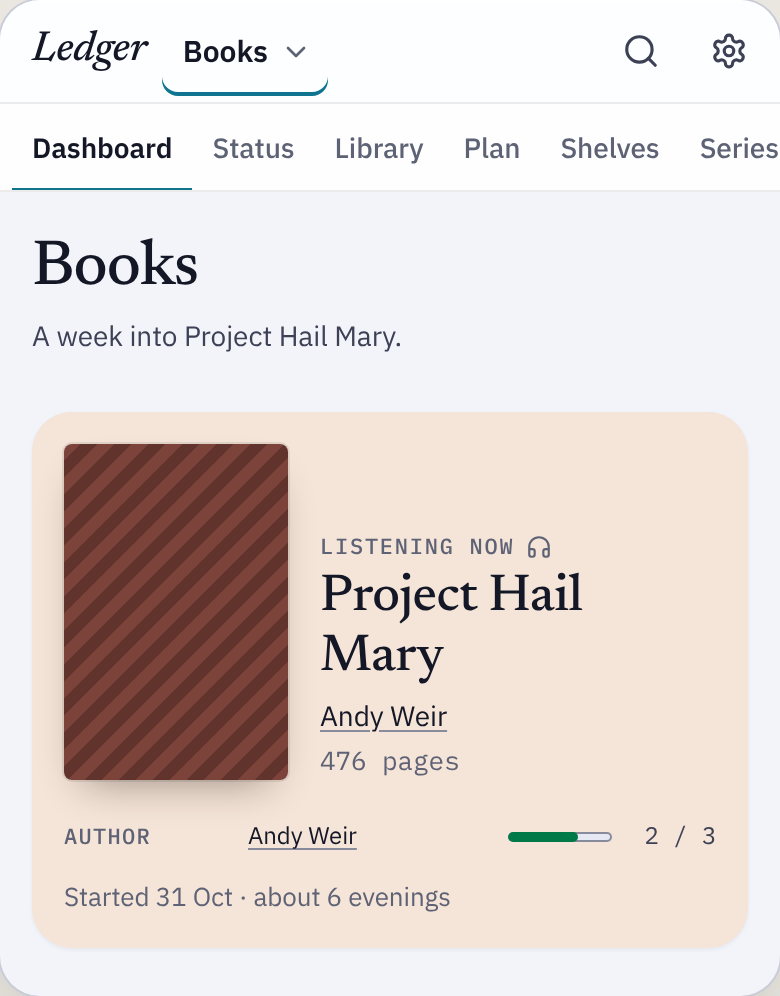 Ledger Books
Dashboard Status Library Plan Shelves Series
Books
A week into Project Hail Mary.
LISTENING NOW
Project Hail
Mary
Andy Weir
476 pages
AUTHOR Andy Weir 2 / 3
Started 31 Oct · about 6 evenings